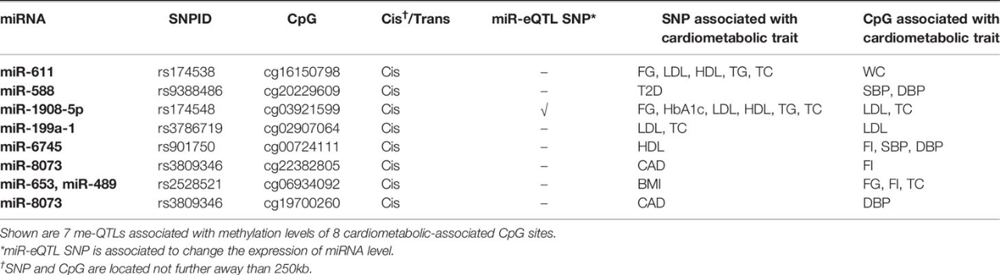 miRNA SNPID CpG Cis†/Trans miR-eQTL SNP* SNP associated with cardiometabolic trait CpG associated with cardiometabolic trait
miR-611 rs174538 cg16150798 Cis – FG, LDL, HDL, TG, TC WC
miR-588 rs9388486 cg20229609 Cis – T2D SBP, DBP
miR-1908-5p rs174548 cg03921599 Cis √ FG, HbA1c, LDL, HDL, TG, TC LDL, TC
miR-199a-1 rs3786719 cg02907064 Cis – LDL, TC LDL
miR-6745 rs901750 cg00724111 Cis – HDL FI, SBP, DBP
miR-8073 rs3809346 cg22382805 Cis – CAD FI
miR-653, miR-489 rs2528521 cg06934092 Cis – BMI FG, FI, TC
miR-8073 rs3809346 cg19700260 Cis – CAD DBP
Shown are 7 me-QTLs associated with methylation levels of 8 cardiometabolic-associated CpG sites.
*miR-eQTL SNP is associated to change the expression of miRNA level.
†SNP and CpG are located not further away than 250kb.